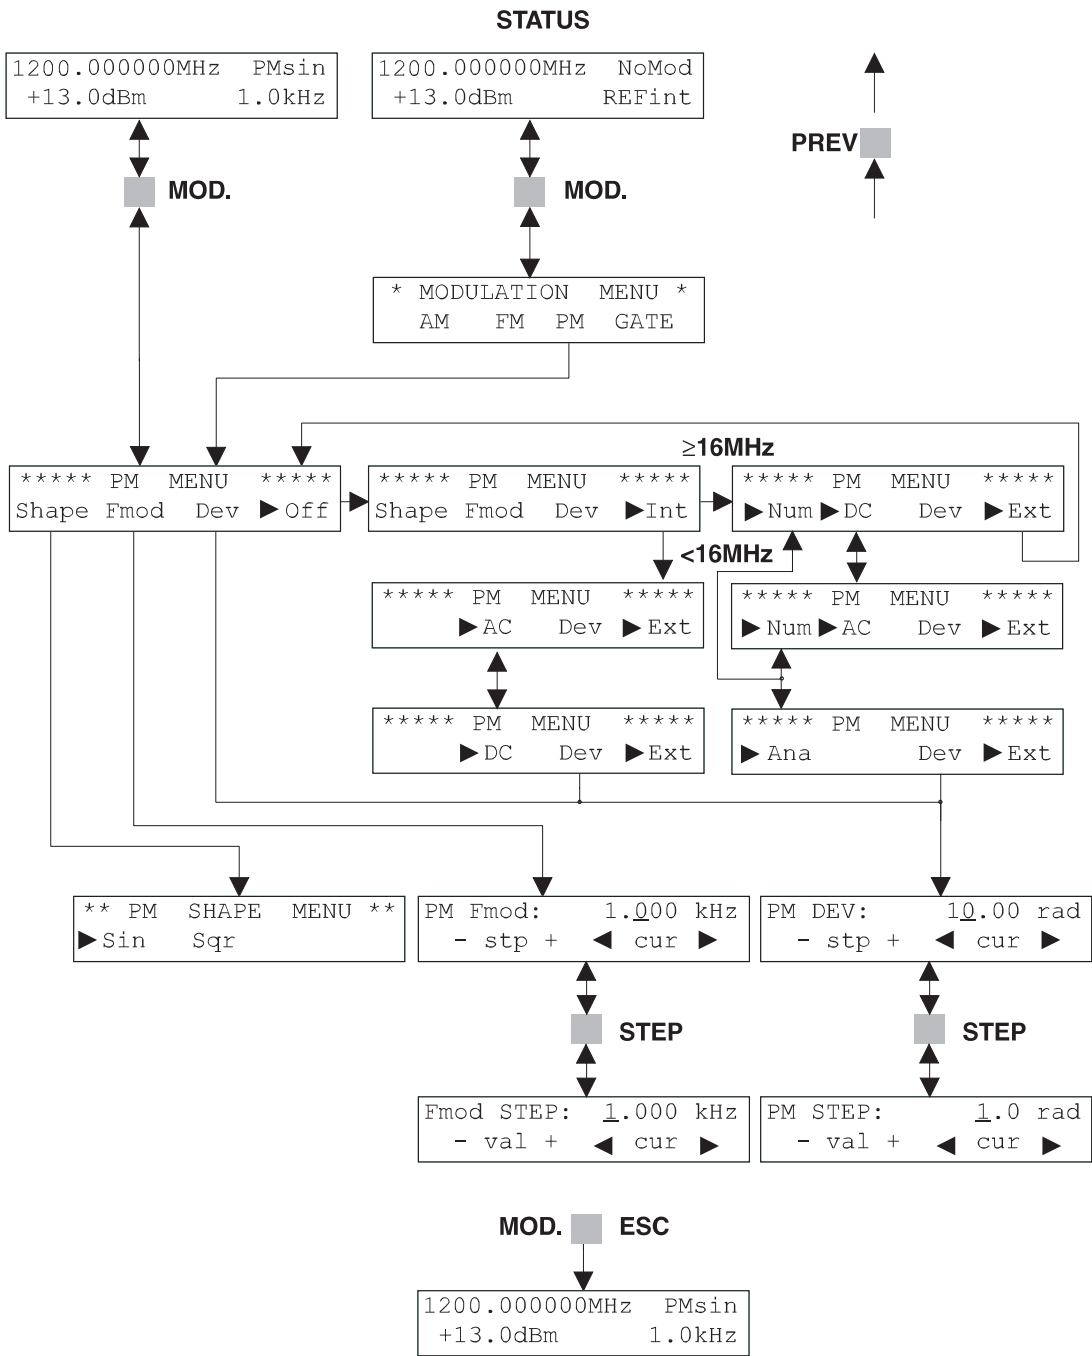 STATUS
1200.000000MHz PMsin
+13.0dBm 1.0kHz
1200.000000MHz NoMod
+13.0dBm REFint
PREV
MOD.
MOD.
* MODULATION MENU *
AM FM PM GATE
≥16MHz
***** PM MENU *****
Shape Fmod Dev ▶Off
***** PM MENU *****
Shape Fmod Dev ▶Int
***** PM MENU *****
▶Num ▶DC Dev ▶Ext
<16MHz
***** PM MENU *****
▶AC Dev ▶Ext
***** PM MENU *****
▶Num ▶AC Dev ▶Ext
***** PM MENU *****
▶DC Dev ▶Ext
***** PM MENU *****
▶Ana Dev ▶Ext
** PM SHAPE MENU **
▶Sin Sqr
PM Fmod: 1.000 kHz
- stp + ◀ cur ▶
PM DEV: 10.00 rad
- stp + ◀ cur ▶
STEP
STEP
Fmod STEP: 1.000 kHz
- val + ◀ cur ▶
PM STEP: 1.0 rad
- val + ◀ cur ▶
MOD. ESC
1200.000000MHz PMsin
+13.0dBm 1.0kHz